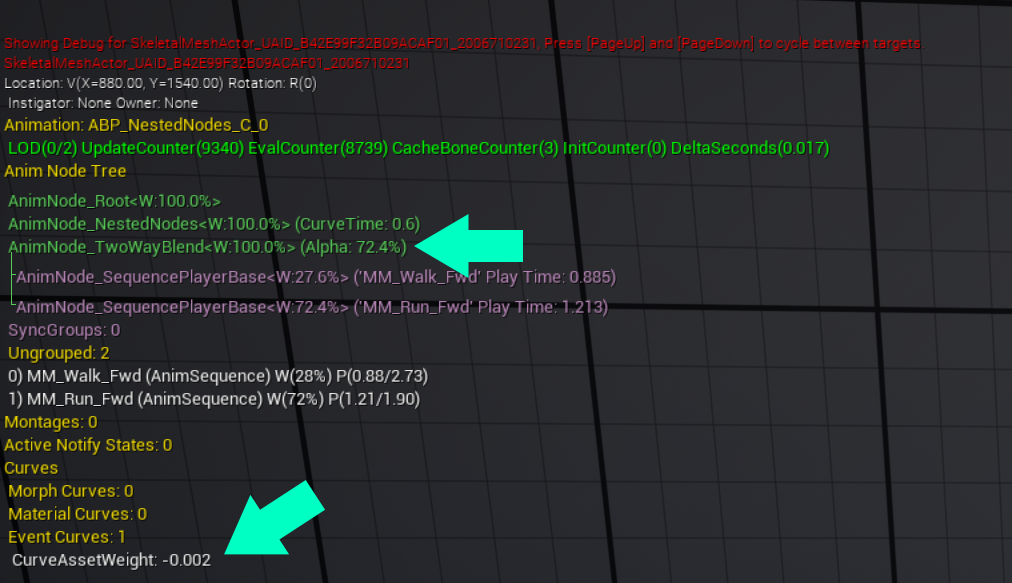 Showing Debug for SkeletalMeshActor_UAID_B42E99F32B09ACAF01_2006710231, Press [PageUp] and [PageDown] to cycle between targets.
SkeletalMeshActor_UAID_B42E99F32B09ACAF01_2006710231
Location: V(X=880.00, Y=1540.00) Rotation: R(0)
Instigator: None Owner: None
Animation: ABP_NestedNodes_C_0
LOD(0/2) UpdateCounter(9340) EvalCounter(8739) CacheBoneCounter(3) InitCounter(0) DeltaSeconds(0.017)
Anim Node Tree
AnimNode_Root<W:100.0%>
AnimNode_NestedNodes<W:100.0%> (CurveTime: 0.6)
AnimNode_TwoWayBlend<W:100.0%> (Alpha: 72.4%)
AnimNode_SequencePlayerBase<W:27.6%> ('MM_Walk_Fwd' Play Time: 0.885)
AnimNode_SequencePlayerBase<W:72.4%> ('MM_Run_Fwd' Play Time: 1.213)
SyncGroups: 0
Ungrouped: 2
0) MM_Walk_Fwd (AnimSequence) W(28%) P(0.88/2.73)
1) MM_Run_Fwd (AnimSequence) W(72%) P(1.21/1.90)
Montages: 0
Active Notify States: 0
Curves
Morph Curves: 0
Material Curves: 0
Event Curves: 1
CurveAssetWeight: -0.002